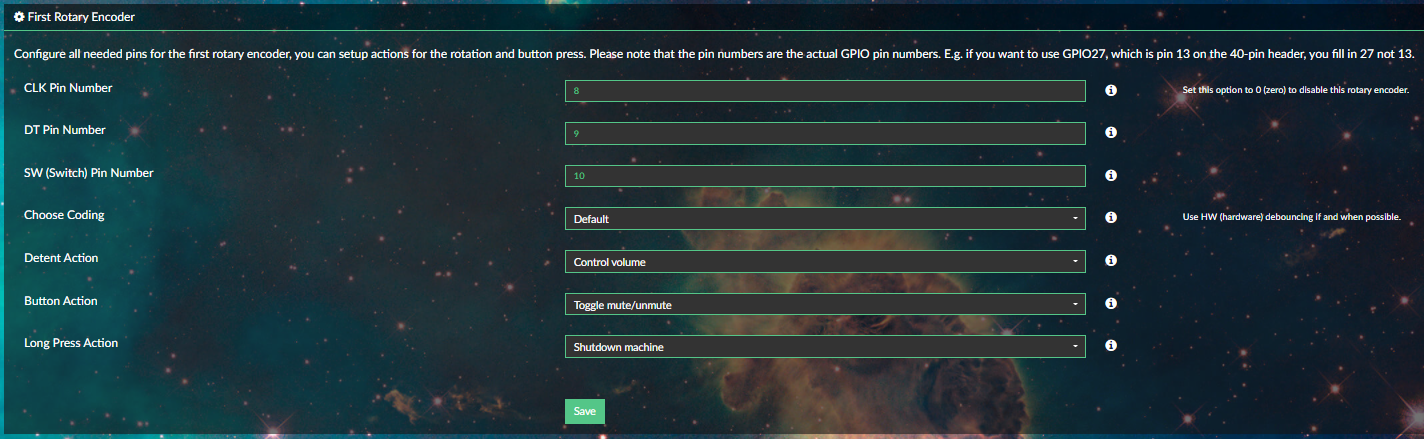 First Rotary Encoder
Configure all needed pins for the first rotary encoder, you can setup actions for the rotation and button press. Please note that the pin numbers are the actual GPIO pin numbers. E.g. if you want to use GPIO27, which is pin 13 on the 40-pin header, you fill in 27 not 13.
CLK Pin Number 8 Set this option to 0 (zero) to disable this rotary encoder.
DT Pin Number 9
SW (Switch) Pin Number 10
Choose Coding Default Use HW (hardware) debouncing if and when possible.
Detent Action Control volume
Button Action Toggle mute/unmute
Long Press Action Shutdown machine
Save